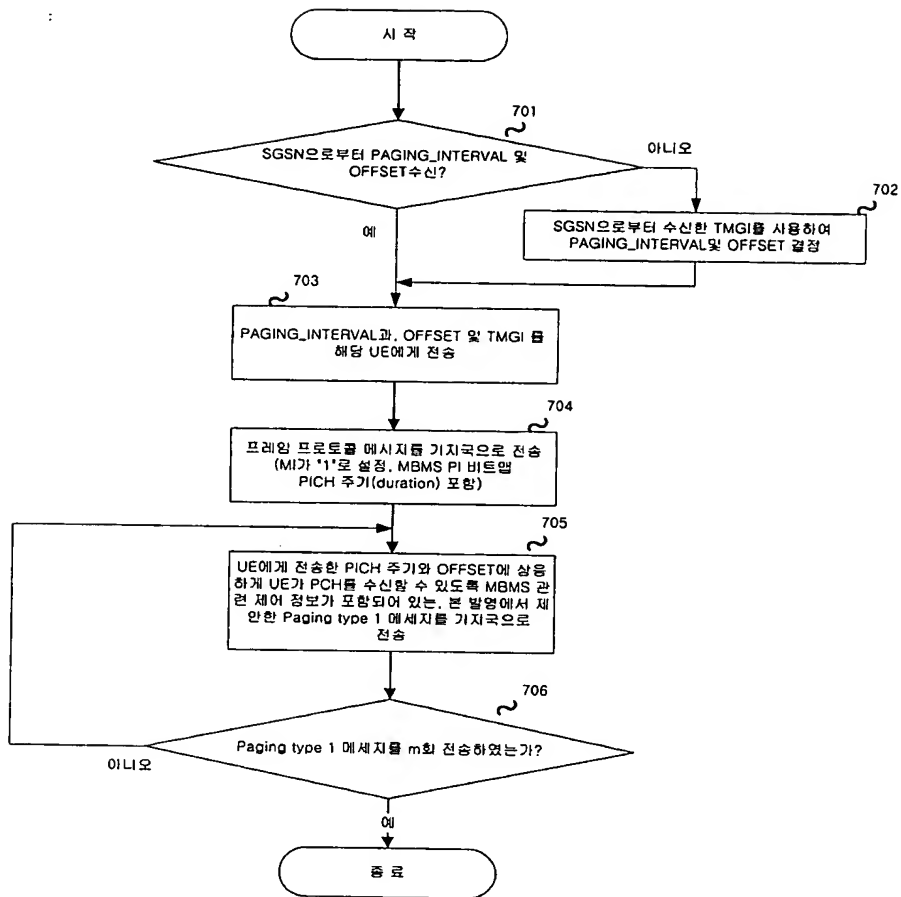 :
시 작
701
SGSN으로부터 PAGING_INTERVAL 및
OFFSET수신?
아니오
702
예
SGSN으로부터 수신한 TMGI를 사용하여
PAGING_INTERVAL및 OFFSET 결정
703
PAGING_INTERVAL과, OFFSET 및 TMGI 를
해당 UE에게 전송
704
프레임 프로토콜 메시지를 기지국으로 전송
(MI가 "1"로 설정, MBMS PI 비트맵
PICH 주기(duration) 포함)
705
UE에게 전송한 PICH 주기와 OFFSET에 상응
하게 UE가 PCH를 수신할 수 있도록 MBMS 관
련 제어 정보가 포함되어 있는, 본 발명에서 제
안한 Paging type 1 메세지를 기지국으로
전송
706
Paging type 1 메세지를 m회 전송하였는가?
아니오
예
종 료